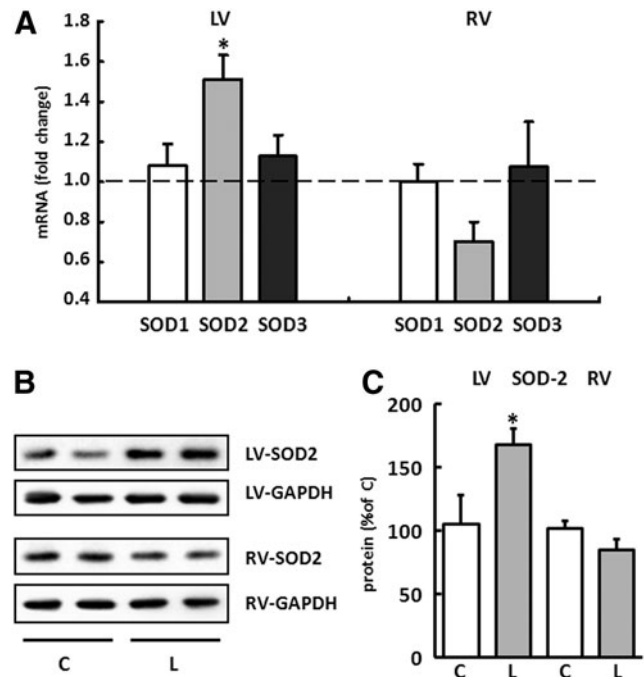 A
LV
RV
*
mRNA (fold change)
1.8
1.6
1.4
1.2
1.0
0.8
0.6
0.4
SOD1 SOD2 SOD3
SOD1 SOD2 SOD3
B
LV-SOD2
LV-GAPDH
RV-SOD2
RV-GAPDH
C
L
C
LV SOD-2 RV
*
protein (%of C)
200
150
100
50
0
C L C L